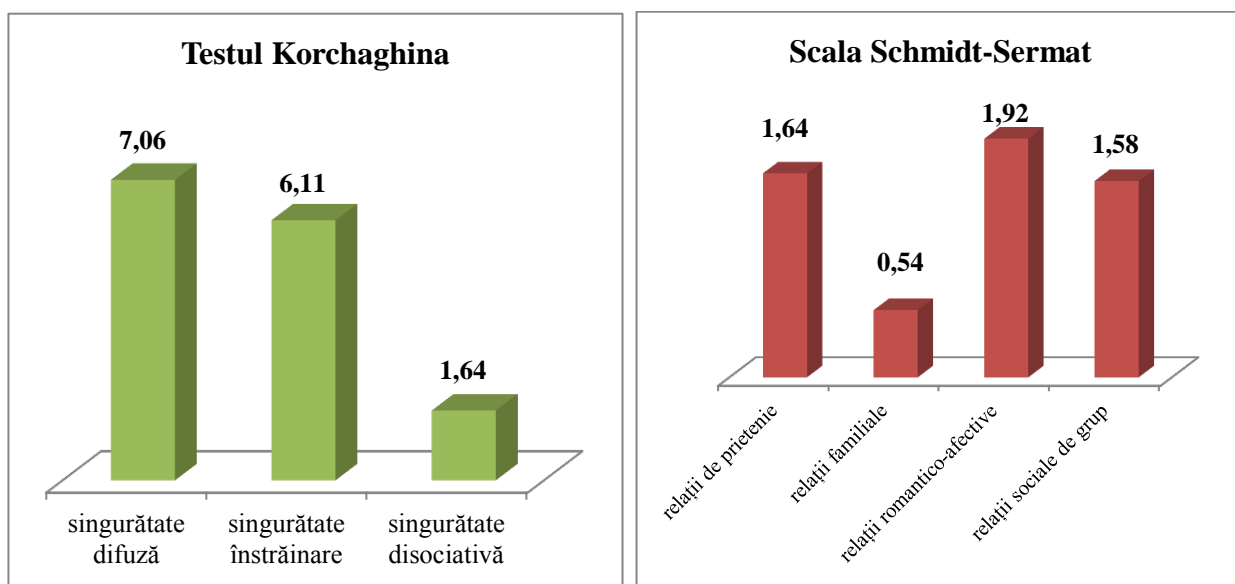 Testul Korchaghina
7,06
6,11
1,64
singurătate
difuză
singurătate
înstrăinare
singurătate
disociativă
Scala Schmidt-Sermat
1,64
0,54
1,92
1,58
relații de prietenie
relații familiale
relații romantico-afective
relații sociale de grup